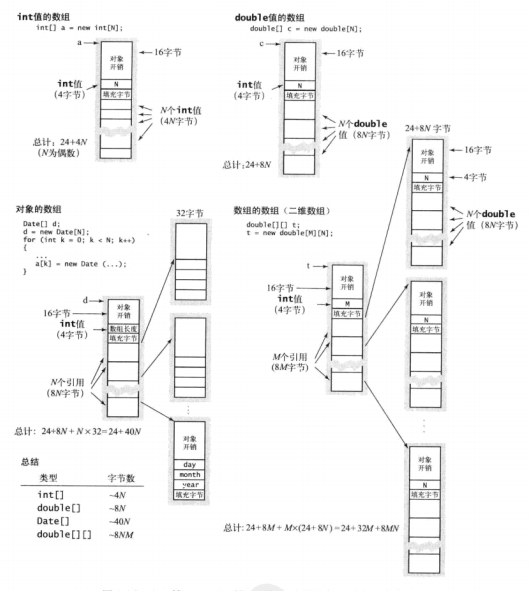 int值的数组
int[] a = new int[N];
a
16字节
对象
开销
int值
(4字节)
N
填充字节
N个int值
(4N字节)
总计：24+4N
(N为偶数)
double值的数组
double[] c = new double[N];
c
16字节
对象
开销
int值
(4字节)
N
填充字节
N个double
值（8N字节）
总计:24+8N
24+8N 字节
对象
开销
16字节
N
4字节
填充字节
N个double
值（8N字节）
对象的数组
Date[] d;
d = new Date[N];
for (int k = 0; k < N; k++)
{
...
a[k] = new Date (...);
}
32字节
d
16字节
对象
开销
int值
(4字节)
数组长度
填充字节
N个引用
(8N字节)
总计：24+8N + N×32=24+40N
对象
开销
day
month
year
填充字节
数组的数组（二维数组）
double[][] t;
t = new double[M][N];
t
16字节
对象
开销
int值
(4字节)
M
填充字节
M个引用
(8M字节)
对象
开销
N
填充字节
对象
开销
N
填充字节
总计:24+8M + M×(24+8N) =24+32M +8MN
总结
类型 字节数
int[] ~4N
double[] ~8N
Date[] ~40N
double[][] ~8NM